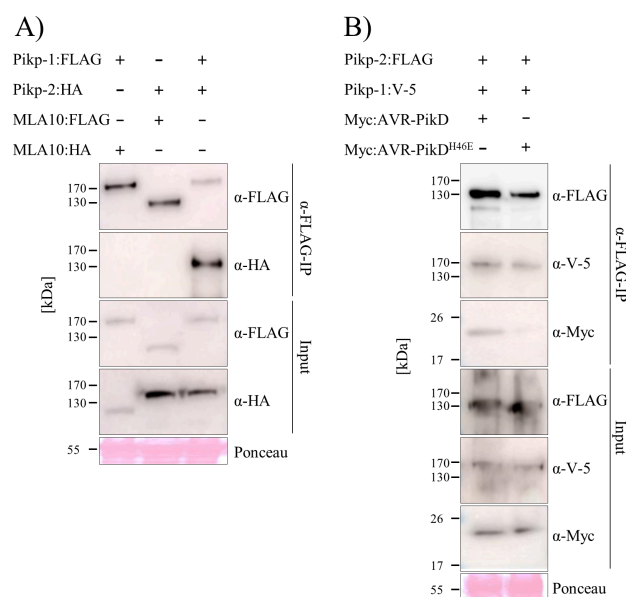 A)
Pikp-1:FLAG + – +
Pikp-2:HA – + +
MLA10:FLAG – + –
MLA10:HA + – –
170
130
α-FLAG
170
130
α-HA
α-FLAG-IP
170
130
α-FLAG
170
130
α-HA
Input
[kDa]
55
Ponceau
B)
Pikp-2:FLAG + +
Pikp-1:V-5 + +
Myc:AVR-PikD + –
Myc:AVR-PikD^H46E – +
170
130
α-FLAG
170
130
α-V-5
26
17
α-Myc
α-FLAG-IP
[kDa]
170
130
α-FLAG
170
130
α-V-5
26
17
α-Myc
Input
55
Ponceau